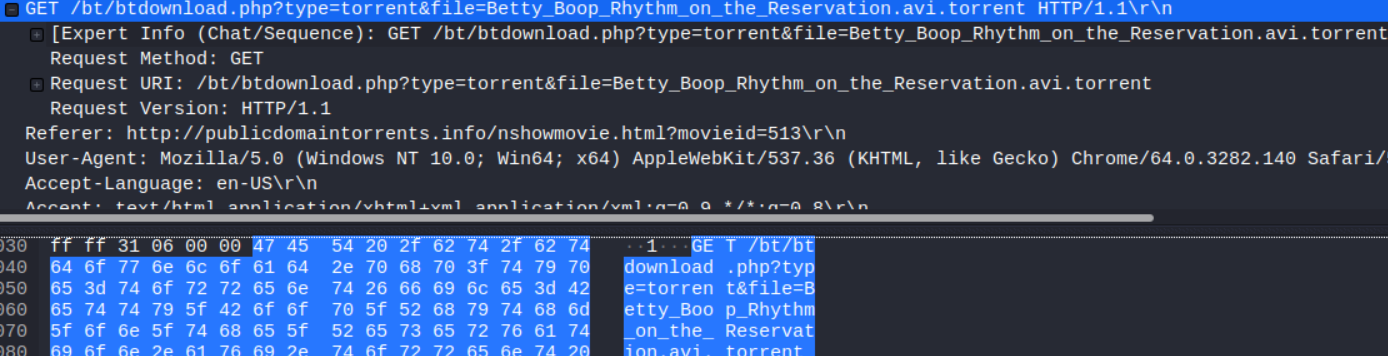 GET /bt/btdownload.php?type=torrent&file=Betty_Boop_Rhythm_on_the_Reservation.avi.torrent HTTP/1.1\r\n
[Expert Info (Chat/Sequence): GET /bt/btdownload.php?type=torrent&file=Betty_Boop_Rhythm_on_the_Reservation.avi.torrent
Request Method: GET
Request URI: /bt/btdownload.php?type=torrent&file=Betty_Boop_Rhythm_on_the_Reservation.avi.torrent
Request Version: HTTP/1.1
Referer: http://publicdomaintorrents.info/nshowmovie.html?movieid=513\r\n
User-Agent: Mozilla/5.0 (Windows NT 10.0; Win64; x64) AppleWebKit/537.36 (KHTML, like Gecko) Chrome/64.0.3282.140 Safari/
Accept-Language: en-US\r\n
Accept: text/html,application/xhtml+xml,application/xml;q=0.9,*/*;q=0.8\r\n
030 ff ff 31 06 00 00 47 45 54 20 2f 62 74 2f 62 74 ··1···GE T /bt/bt
040 64 6f 77 6e 6c 6f 61 64 2e 70 68 70 3f 74 79 70 download .php?typ
050 65 3d 74 6f 72 72 65 6e 74 26 66 69 6c 65 3d 42 e=torren t&file=B
060 65 74 74 79 5f 42 6f 6f 70 5f 52 68 79 74 68 6d etty_Boo p_Rhythm
070 5f 6f 6e 5f 74 68 65 5f 52 65 73 65 72 76 61 74 _on_the_ Reservat
080 69 6f 6e 2e 61 76 69 2e 74 6f 72 72 65 6e 74 20 ion.avi. torrent